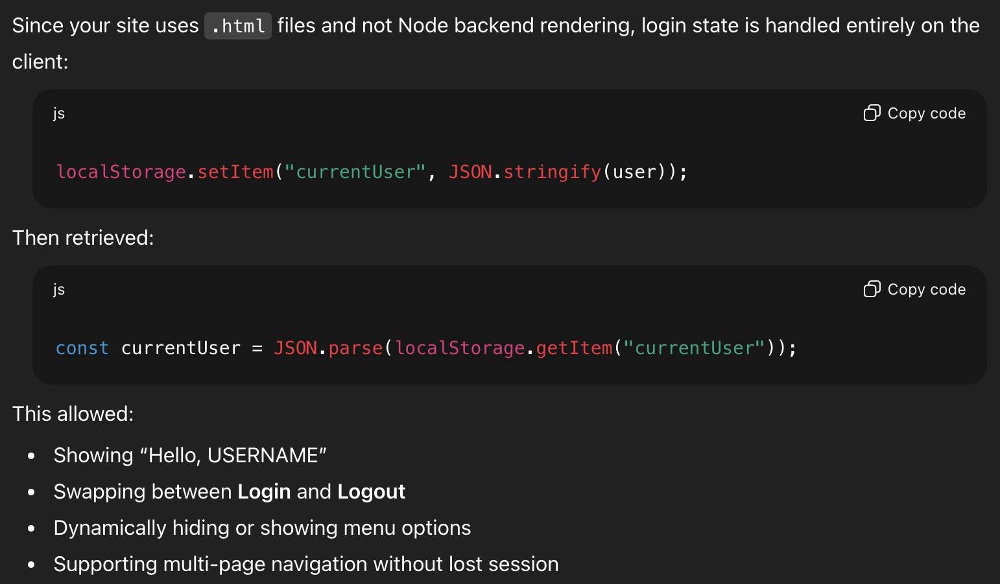 Since your site uses .html files and not Node backend rendering, login state is handled entirely on the
client:
js
Copy code
localStorage.setItem("currentUser", JSON.stringify(user));
Then retrieved:
js
Copy code
const currentUser = JSON.parse(localStorage.getItem("currentUser"));
This allowed:
• Showing “Hello, USERNAME”
• Swapping between Login and Logout
• Dynamically hiding or showing menu options
• Supporting multi-page navigation without lost session